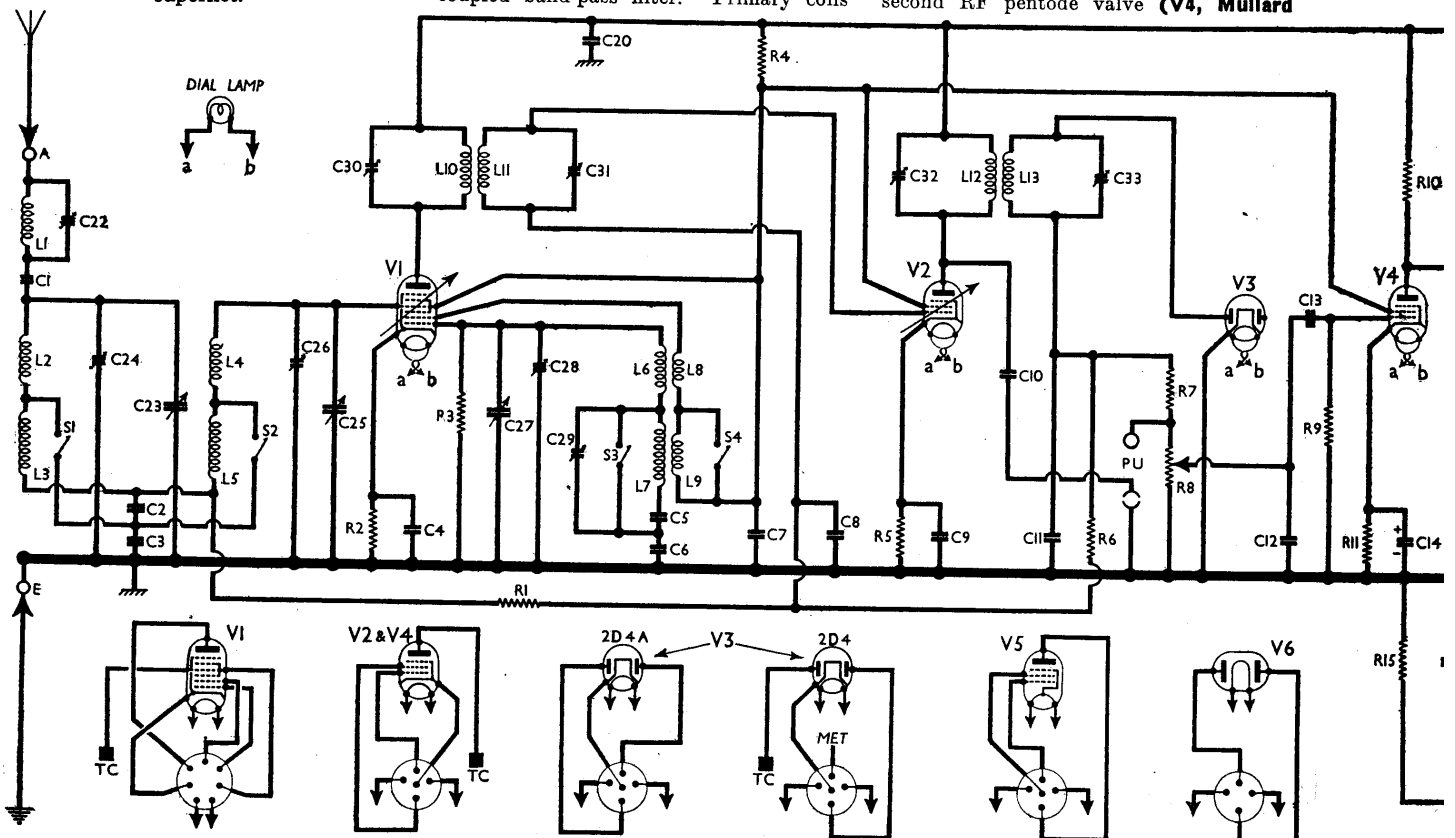 superhet.
coupled band-pass filter. Primary coils
second RF pentode valve (V4, Mullard
C20
R4
DIAL LAMP
a b
A
C30 L10 L11 C31
C32 L12 L13 C33
R10
C22
L1
C1
V1
V2
V3
V4
C13
L2 C24
C26
L4
a b
C28
L6 L8
a b
C10
a b
a b
C23
C25
R3
C27
R7
R9
S1
S2
C29
S3
S4
PU
L3
L5
L7 L9
R8
C2
C3
R2
C4
C5
C6
C7
C8
R5
C9
C11
R6
C12
R11
+
-
C14
E
R1
V1
V2 & V4
2D4A
V3
2D4
V5
V6
R15
MET
TC
TC
TC